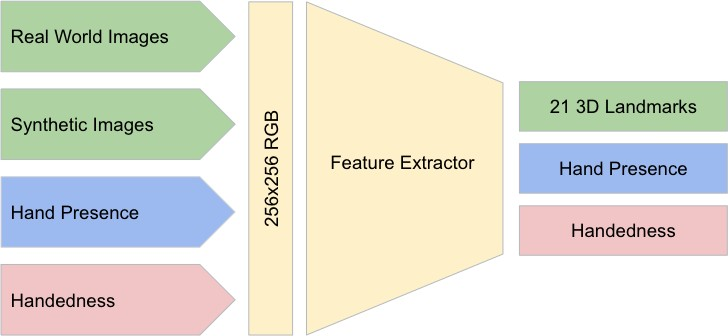 Real World Images
Synthetic Images
Hand Presence
Handedness
256x256 RGB
Feature Extractor
21 3D Landmarks
Hand Presence
Handedness